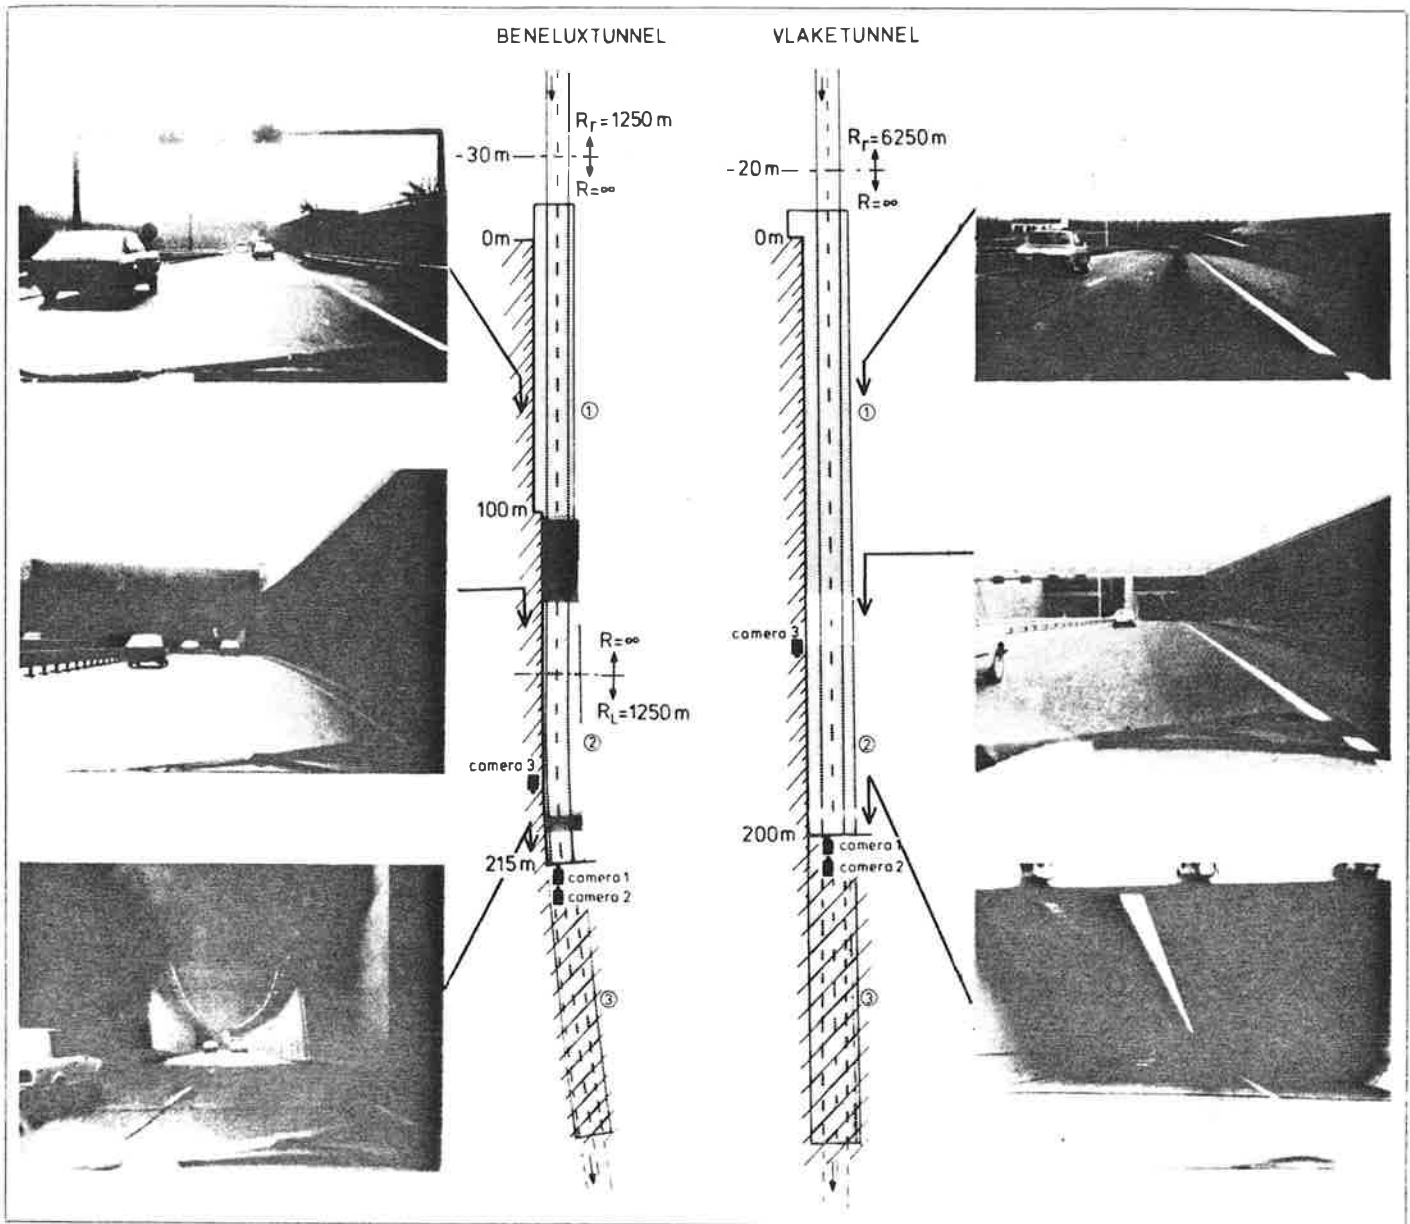 BENELUXTUNNEL
VLAKETUNNEL
Rr=1250m
-30m
R=∞
0m
①
100m
R=∞
RL=1250m
②
camera 3
215m
camera 1
camera 2
③
Rr=6250m
-20m
R=∞
0m
①
camera 3
②
200m
camera 1
camera 2
③